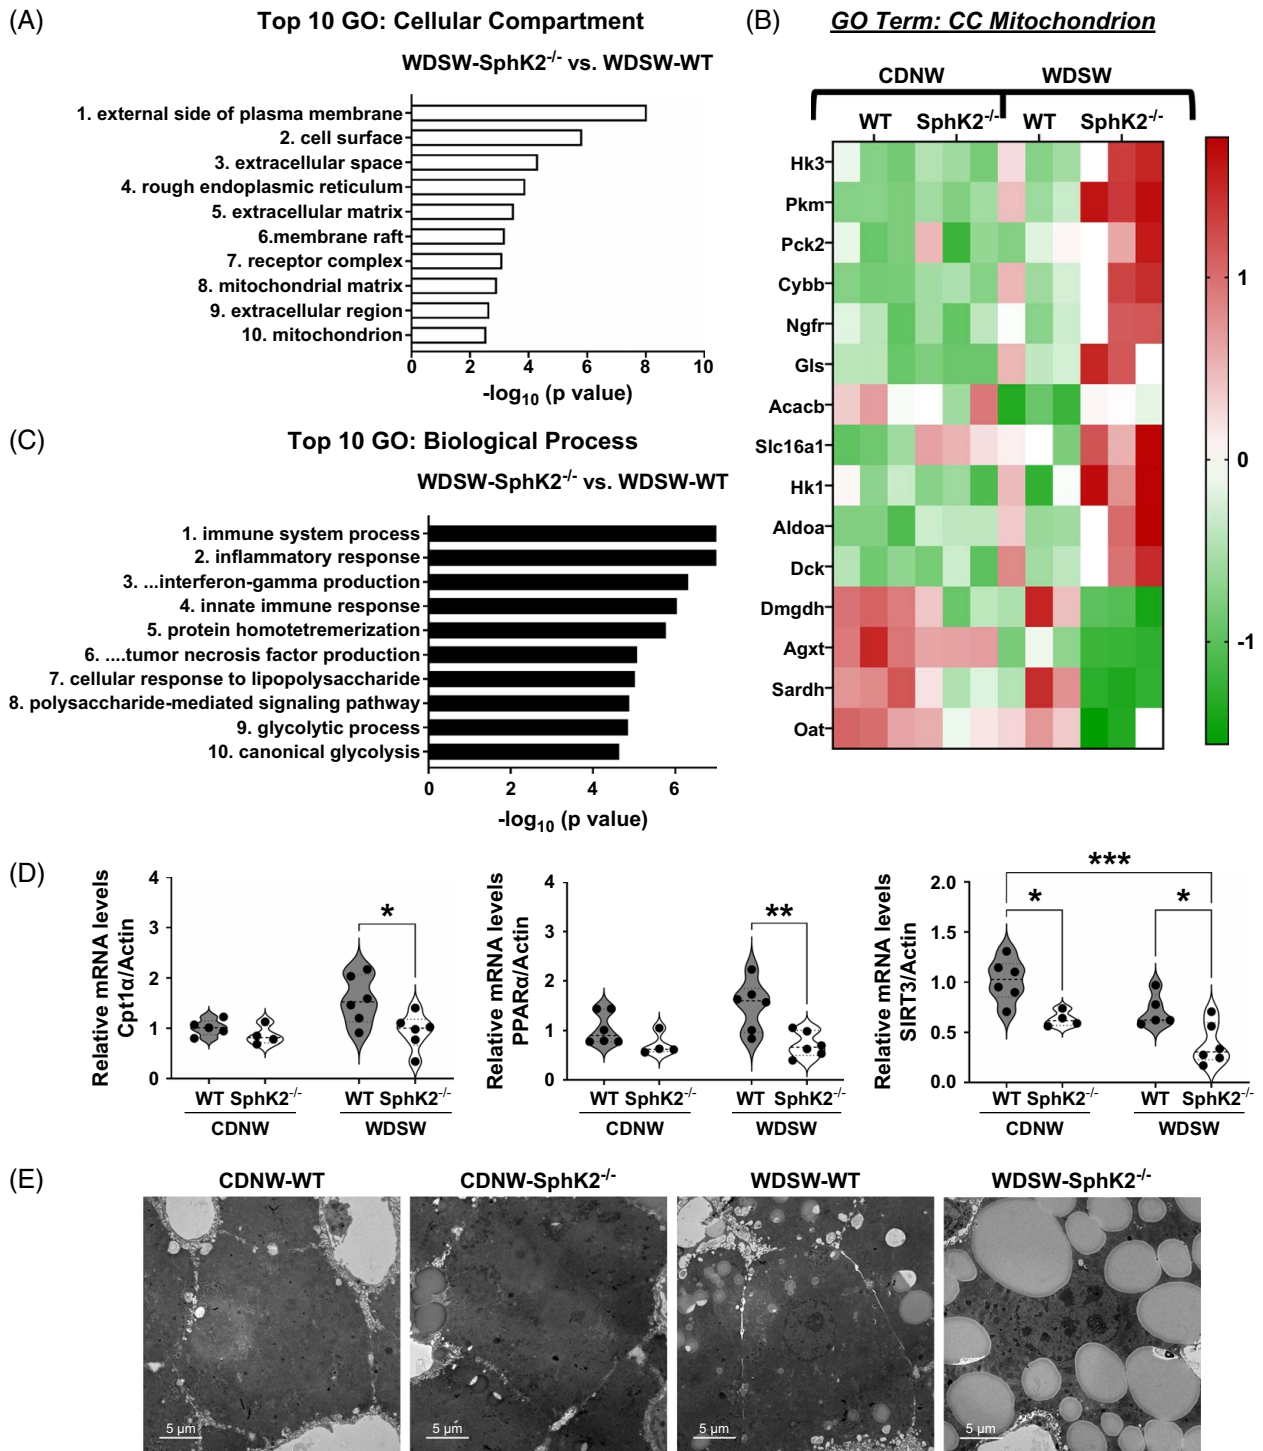 (A)
Top 10 GO: Cellular Compartment
WDSW-SphK2-/- vs. WDSW-WT
1. external side of plasma membrane
2. cell surface
3. extracellular space
4. rough endoplasmic reticulum
5. extracellular matrix
6.membrane raft
7. receptor complex
8. mitochondrial matrix
9. extracellular region
10. mitochondrion
0 2 4 6 8 10
-log10 (p value)
(B)
GO Term: CC Mitochondrion
CDNW WDSW
WT SphK2-/- WT SphK2-/-
Hk3
Pkm
Pck2
Cybb
Ngfr
Gls
Acacb
Slc16a1
Hk1
Aldoa
Dck
Dmgdh
Agxt
Sardh
Oat
1
0
-1
(C)
Top 10 GO: Biological Process
WDSW-SphK2-/- vs. WDSW-WT
1. immune system process
2. inflammatory response
3. ...interferon-gamma production
4. innate immune response
5. protein homotetremerization
6. ....tumor necrosis factor production
7. cellular response to lipopolysaccharide
8. polysaccharide-mediated signaling pathway
9. glycolytic process
10. canonical glycolysis
0 2 4 6
-log10 (p value)
(D)
Relative mRNA levels
Cpt1α/Actin
4
3
2
1
0
*
WT SphK2-/- WT SphK2-/-
CDNW WDSW
Relative mRNA levels
PPARα/Actin
4
3
2
1
0
**
WT SphK2-/- WT SphK2-/-
CDNW WDSW
Relative mRNA levels
SIRT3/Actin
2.0
1.5
1.0
0.5
0.0
***
* *
WT SphK2-/- WT SphK2-/-
CDNW WDSW
(E)
CDNW-WT CDNW-SphK2-/- WDSW-WT WDSW-SphK2-/-
5 µm 5 µm 5 µm 5 µm